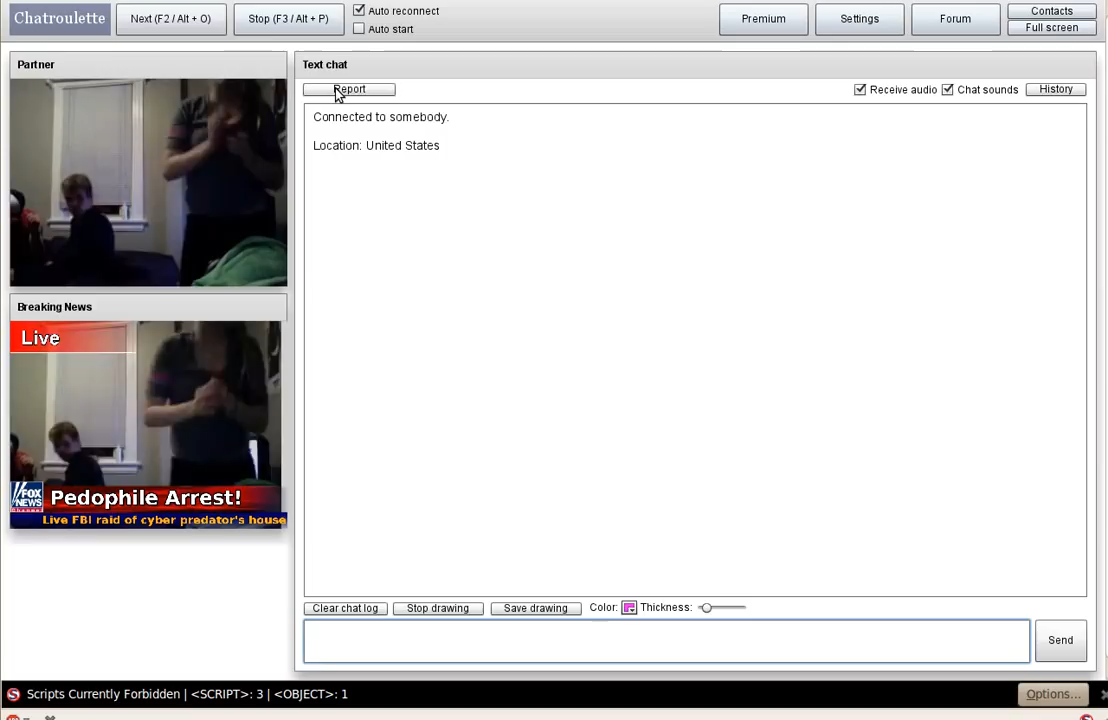 Chatroulette
Next (F2 / Alt + O)
Stop (F3 / Alt + P)
Auto reconnect
Auto start
Premium
Settings
Forum
Contacts
Full screen
Partner
Text chat
Report
Receive audio
Chat sounds
History
Connected to somebody.
Location: United States
Breaking News
Live
FOX
NEWS
Channel
Pedophile Arrest!
Live FBI raid of cyber predator's house
Clear chat log
Stop drawing
Save drawing
Color:
Thickness:
Send
Scripts Currently Forbidden | <SCRIPT>: 3 | <OBJECT>: 1
Options...